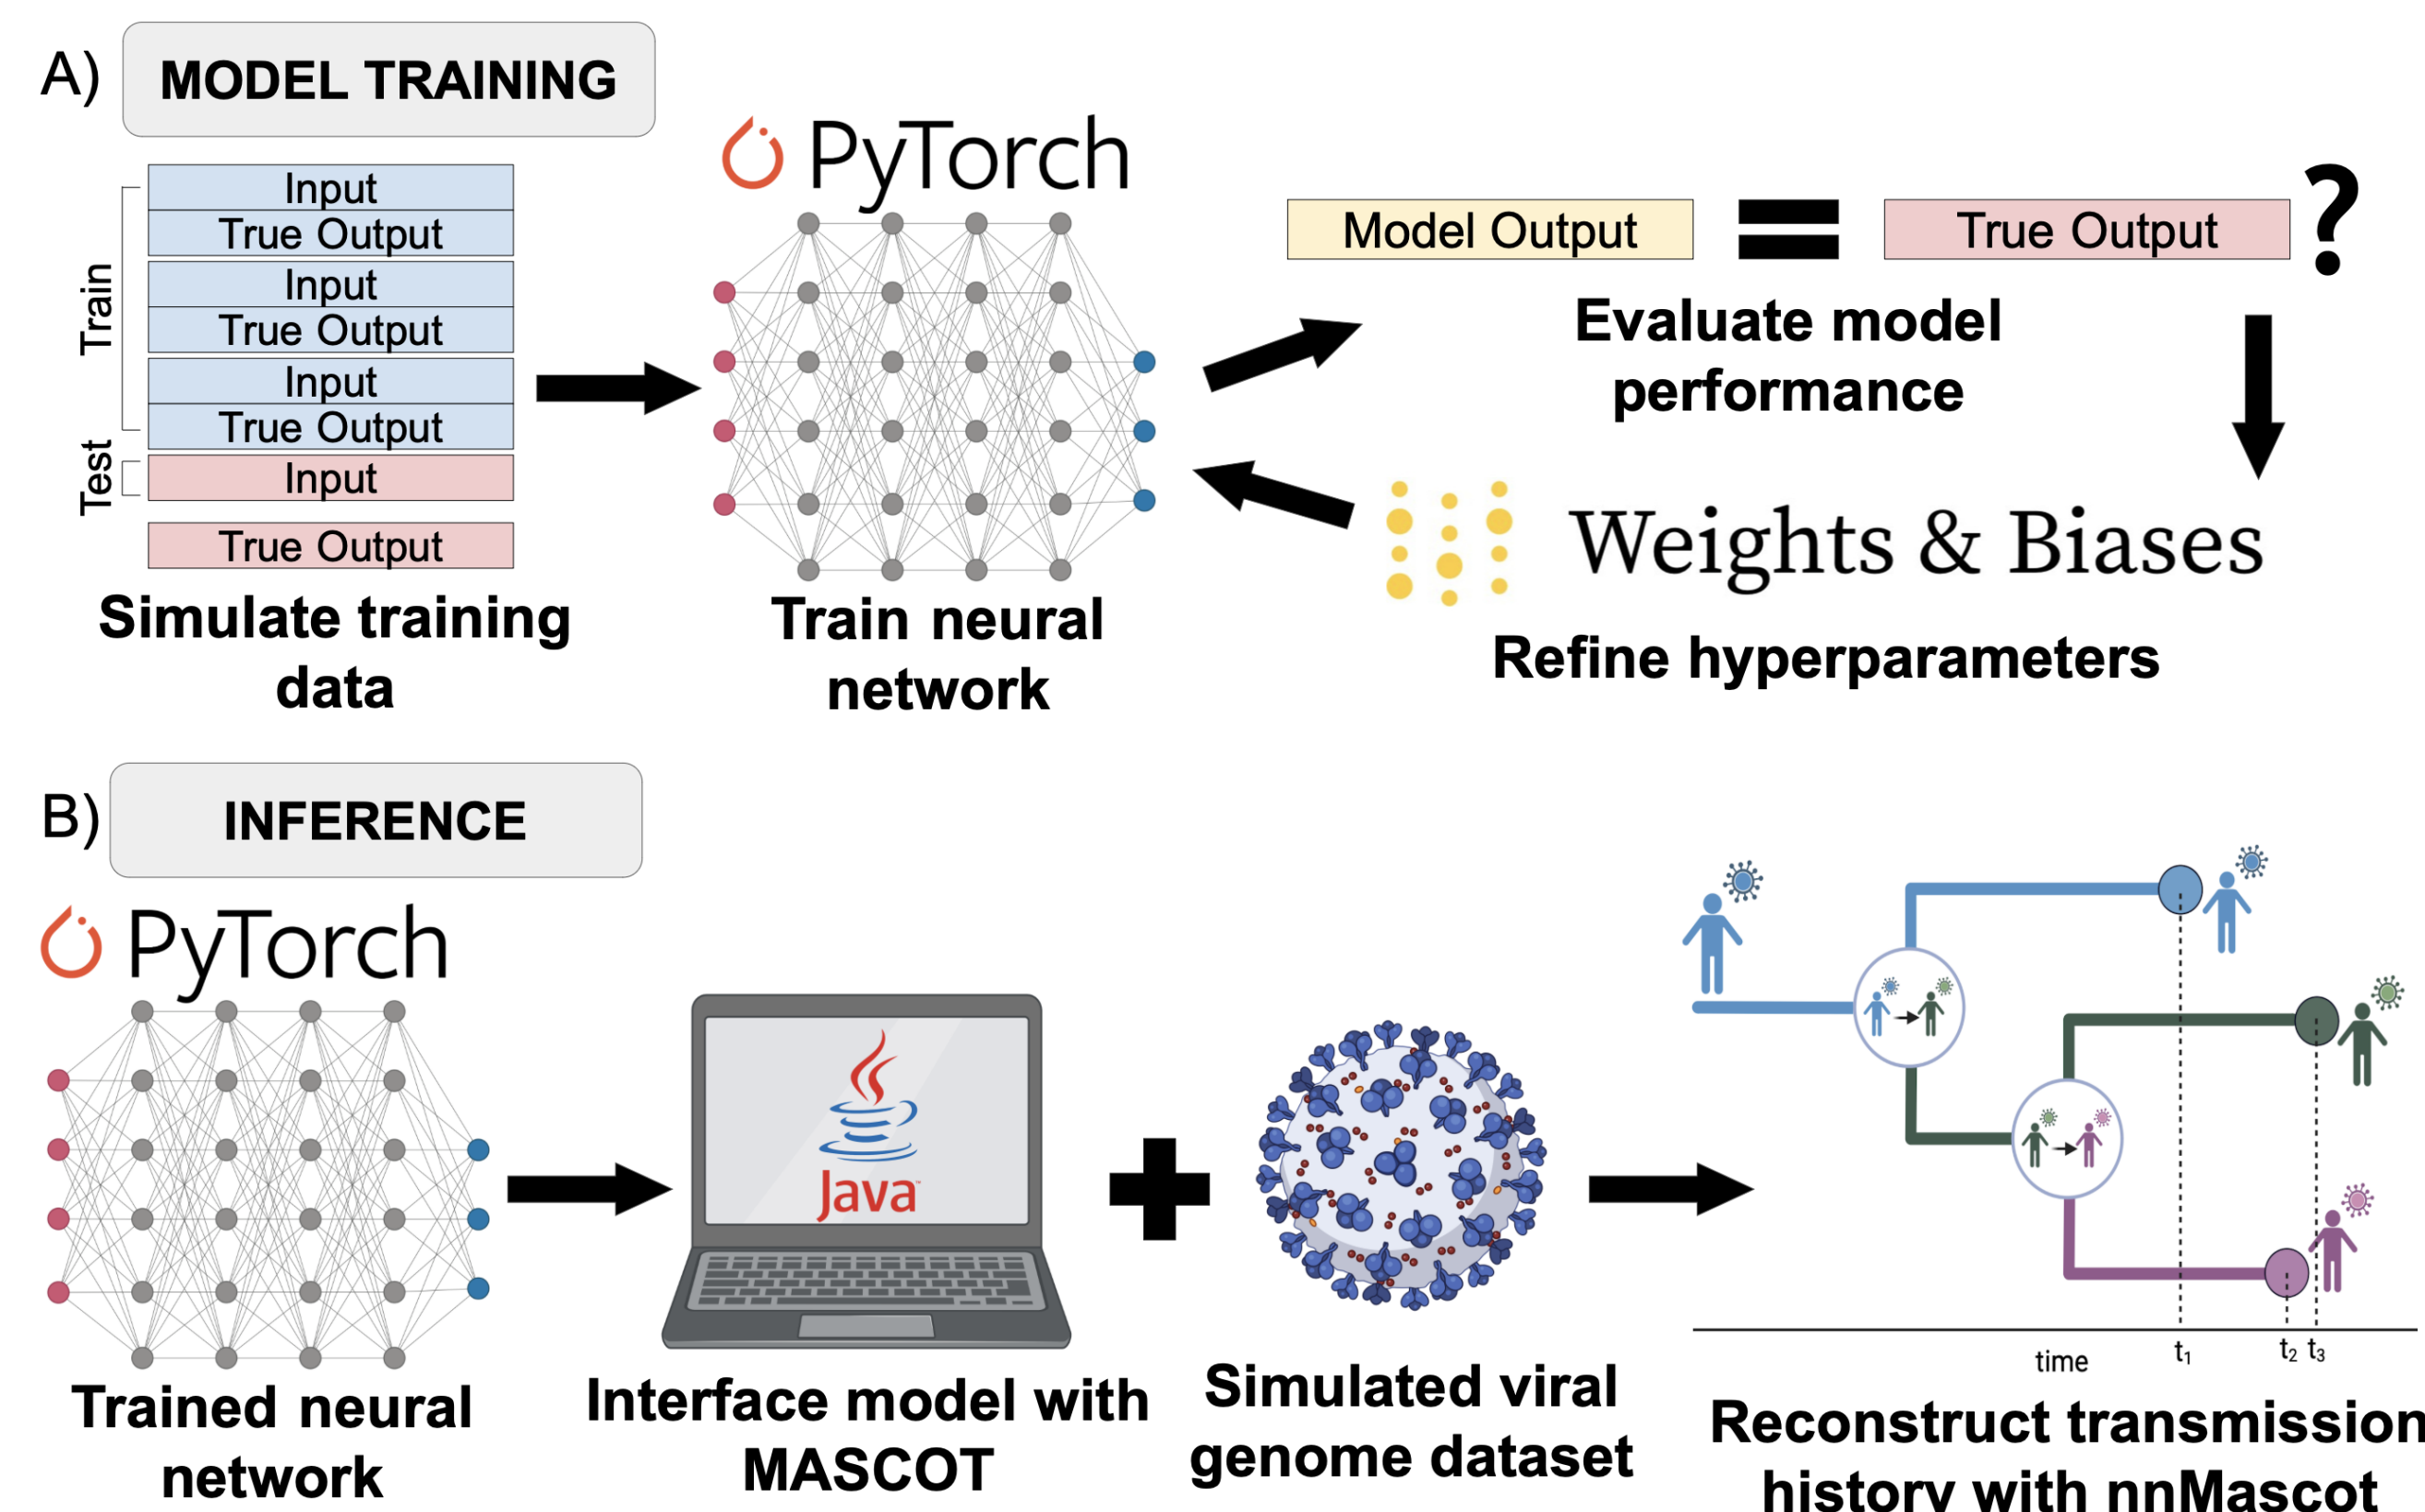 A)
MODEL TRAINING
Train
Input
True Output
Input
True Output
Input
True Output
Test
Input
True Output
Simulate training
data
PyTorch
Train neural
network
Model Output = True Output ?
Evaluate model
performance
Weights & Biases
Refine hyperparameters
B)
INFERENCE
PyTorch
Trained neural
network
Java™
Interface model with
MASCOT
+
Simulated viral
genome dataset
time
t₁
t₂
t₃
Reconstruct transmission
history with nnMascot